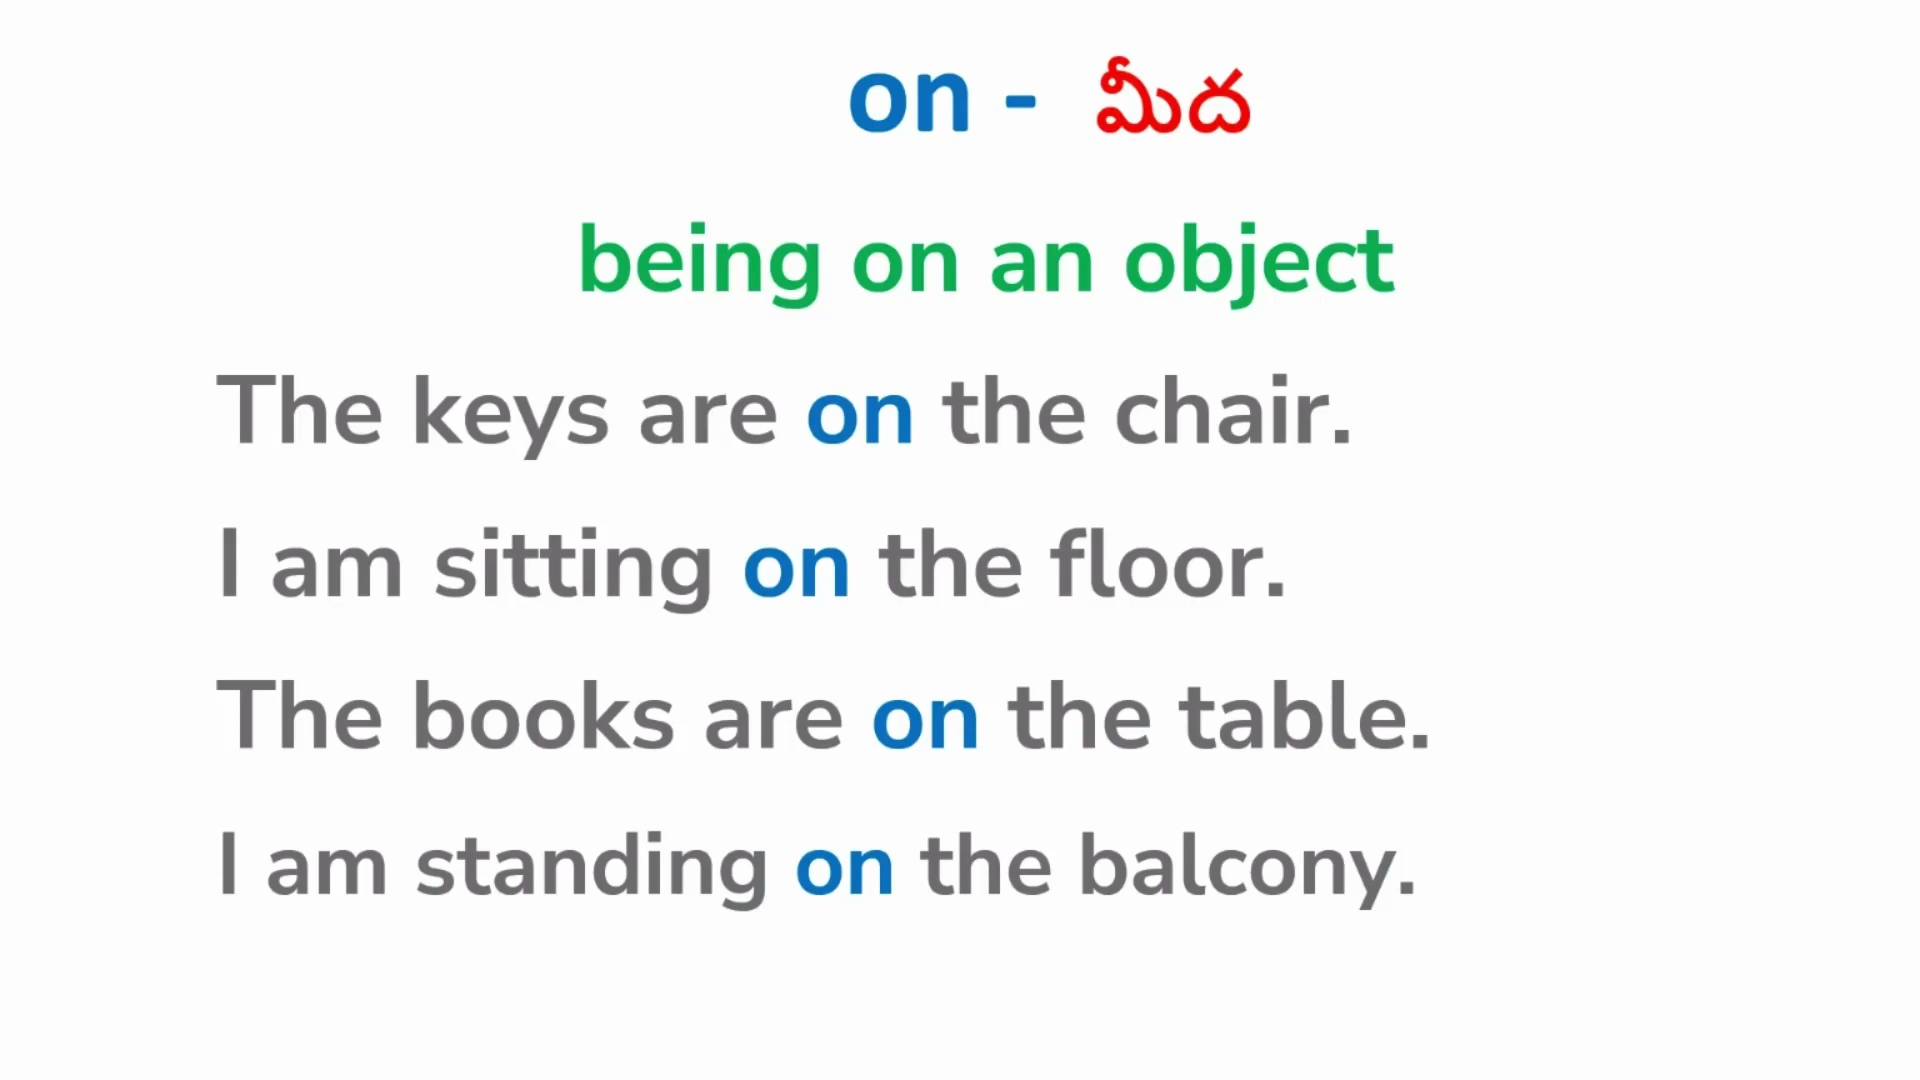 on - మీద
being on an object
The keys are on the chair.
I am sitting on the floor.
The books are on the table.
I am standing on the balcony.